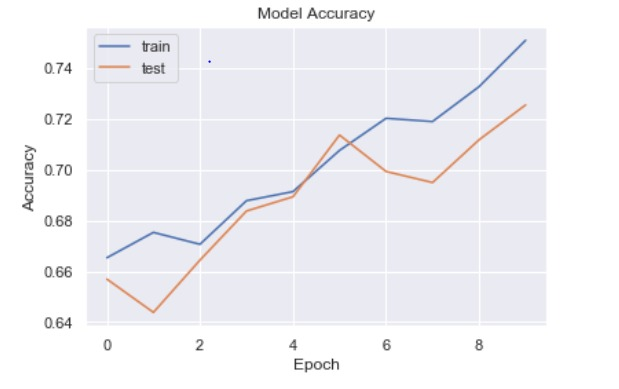 Model Accuracy
train
test
0.74
0.72
0.70
0.68
0.66
0.64
Accuracy
0 2 4 6 8
Epoch